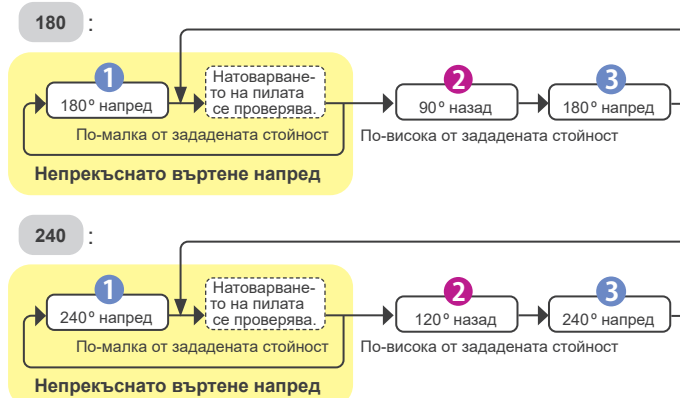 180 :
1 2 3
180° напред
Натоварване-
то на пилата
се проверява.
90° назад
180° напред
По-малка от зададената стойност
По-висока от зададената стойност
Непрекъснато въртене напред
240 :
1 2 3
240° напред
Натоварване-
то на пилата
се проверява.
120° назад
240° напред
По-малка от зададената стойност
По-висока от зададената стойност
Непрекъснато въртене напред